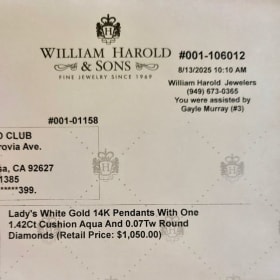 H
WILLIAM HAROLD
& SONS
FINE JEWELRY SINCE 1949
#001-106012
8/13/2025 10:10 AM
William Harold Jewelers
(949) 673-0365
You were assisted by
Gayle Murray (#3)
#001-01158
CLUB
rovia Ave.
sa, CA 92627
1385
******399.
Lady's White Gold 14K Pendants With One
1.42Ct Cushion Aqua And 0.07Tw Round
Diamonds (Retail Price: $1,050.00)